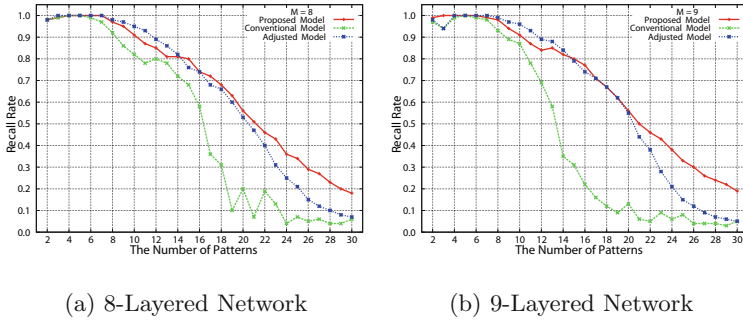 M = 8
Proposed Model
Conventional Model
Adjusted Model
Recall Rate
1.0
0.9
0.8
0.7
0.6
0.5
0.4
0.3
0.2
0.1
0.0
2 4 6 8 10 12 14 16 18 20 22 24 26 28 30
The Number of Patterns
(a) 8-Layered Network
M = 9
Proposed Model
Conventional Model
Adjusted Model
Recall Rate
1.0
0.9
0.8
0.7
0.6
0.5
0.4
0.3
0.2
0.1
0.0
2 4 6 8 10 12 14 16 18 20 22 24 26 28 30
The Number of Patterns
(b) 9-Layered Network